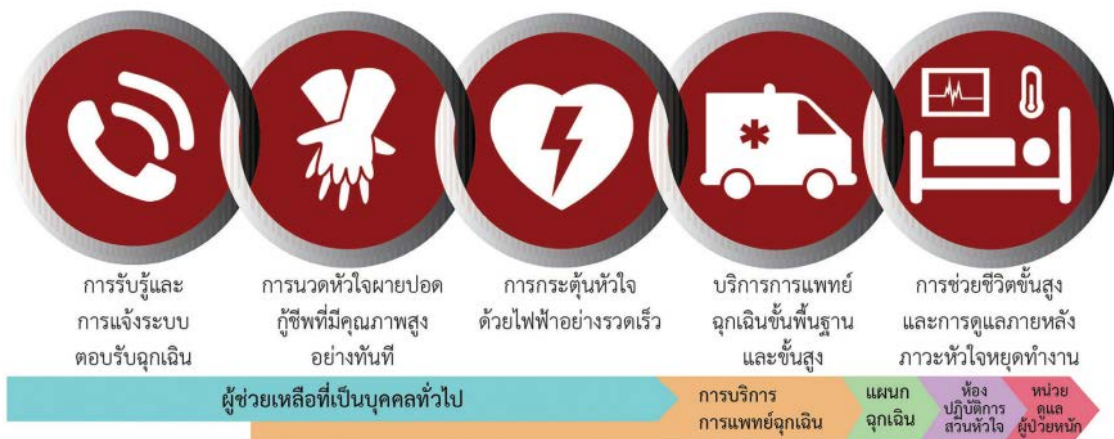 การรับรู้และ
การแจ้งระบบ
ตอบรับฉุกเฉิน
การนวดหัวใจผายปอด
กู้ชีพที่มีคุณภาพสูง
อย่างทันที
การกระตุ้นหัวใจ
ด้วยไฟฟ้าอย่างรวดเร็ว
บริการการแพทย์
ฉุกเฉินขั้นพื้นฐาน
และขั้นสูง
การช่วยชีวิตขั้นสูง
และการดูแลภายหลัง
ภาวะหัวใจหยุดทำงาน
ผู้ช่วยเหลือที่เป็นบุคคลทั่วไป
การบริการ
การแพทย์ฉุกเฉิน
แผนก
ฉุกเฉิน
ห้อง
ปฏิบัติการ
สวนหัวใจ
หน่วย
ดูแล
ผู้ป่วยหนัก